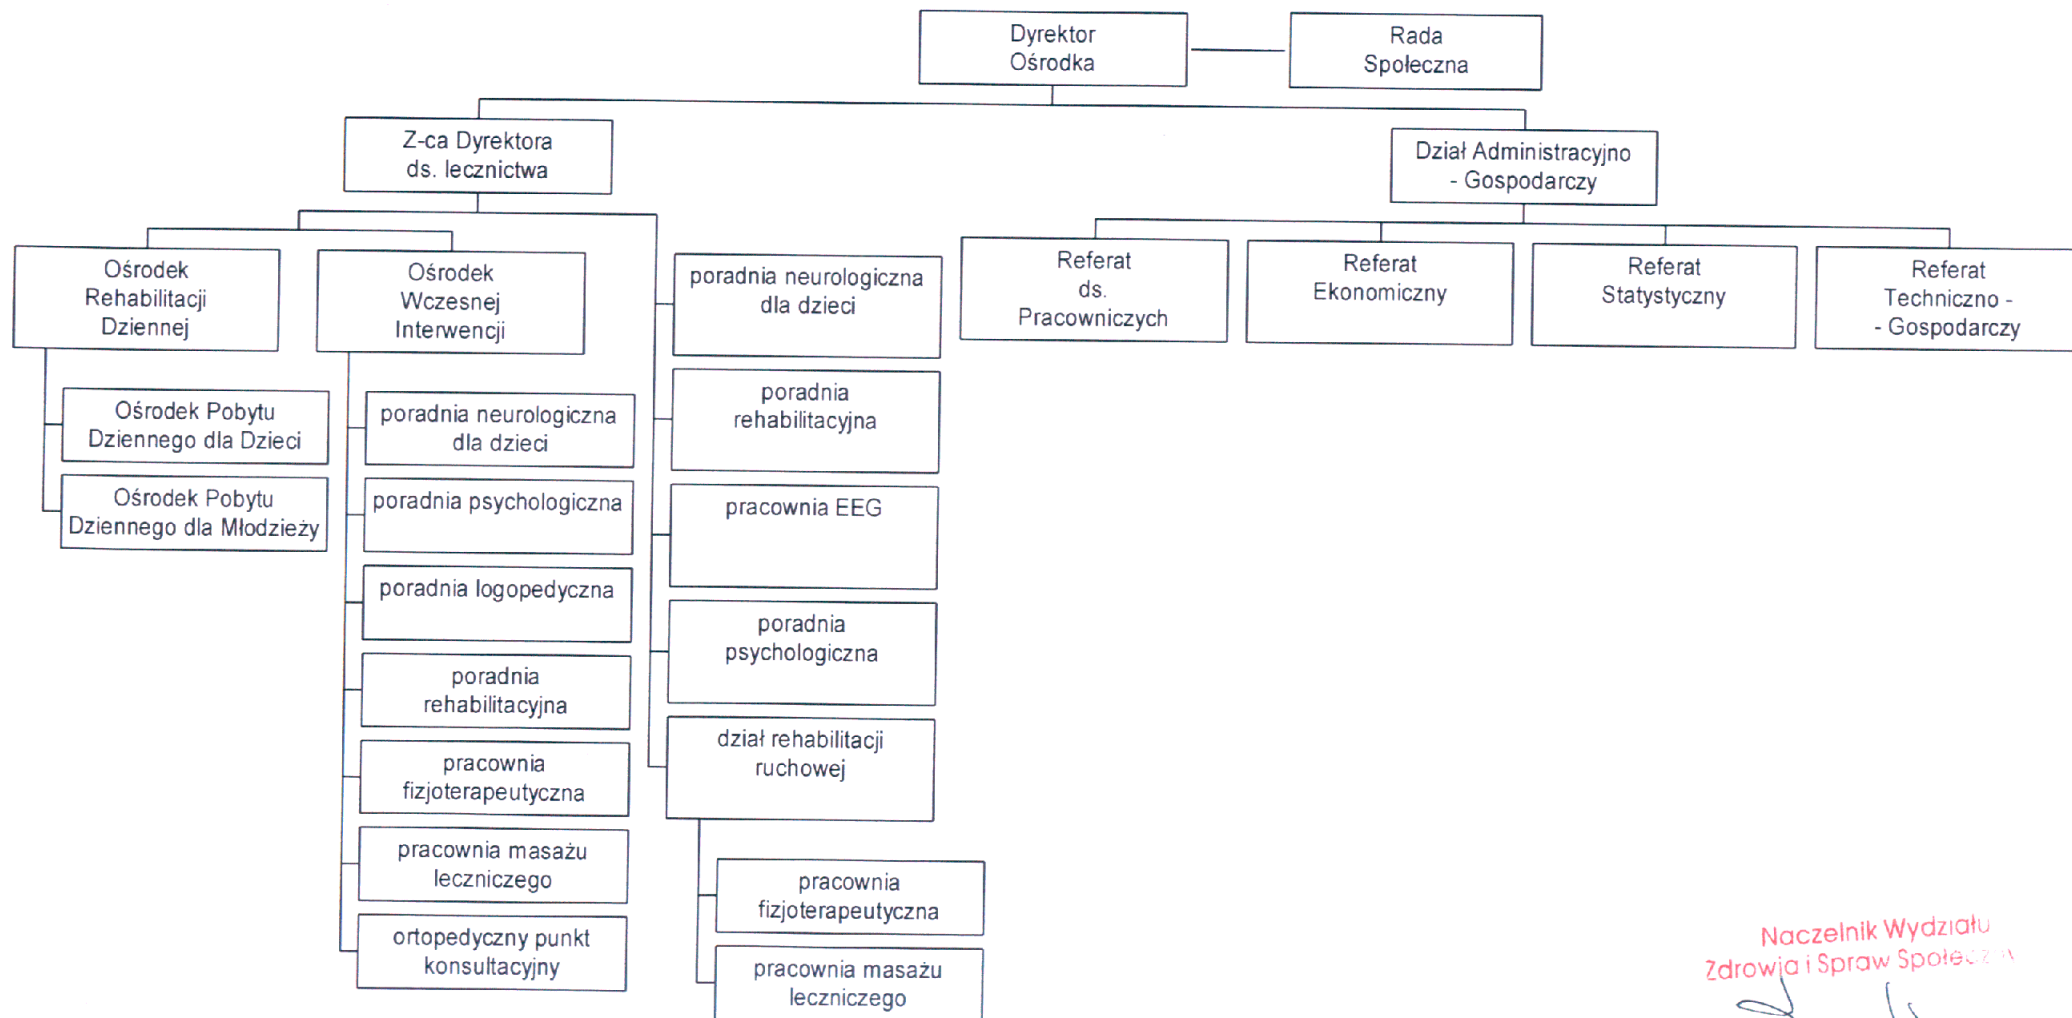 Dyrektor
Ośrodka
Rada
Społeczna
Z-ca Dyrektora
ds. lecznictwa
Dział Administracyjno
- Gospodarczy
Ośrodek
Rehabilitacji
Dziennej
Ośrodek Pobytu
Dziennego dla Dzieci
Ośrodek Pobytu
Dziennego dla Młodzieży
Ośrodek
Wczesnej
Interwencji
poradnia neurologiczna
dla dzieci
poradnia psychologiczna
poradnia logopedyczna
poradnia
rehabilitacyjna
pracownia
fizjoterapeutyczna
pracownia masażu
leczniczego
ortopedyczny punkt
konsultacyjny
poradnia neurologiczna
dla dzieci
poradnia
rehabilitacyjna
pracownia EEG
poradnia
psychologiczna
dział rehabilitacji
ruchowej
pracownia
fizjoterapeutyczna
pracownia masażu
leczniczego
Referat
ds.
Pracowniczych
Referat
Ekonomiczny
Referat
Statystyczny
Referat
Techniczno -
- Gospodarczy
Naczelnik Wydziału
Zdrowia i Spraw